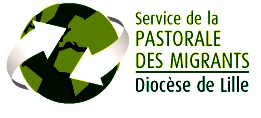 Service de la
PASTORALE
DES MIGRANTS
Diocèse de Lille